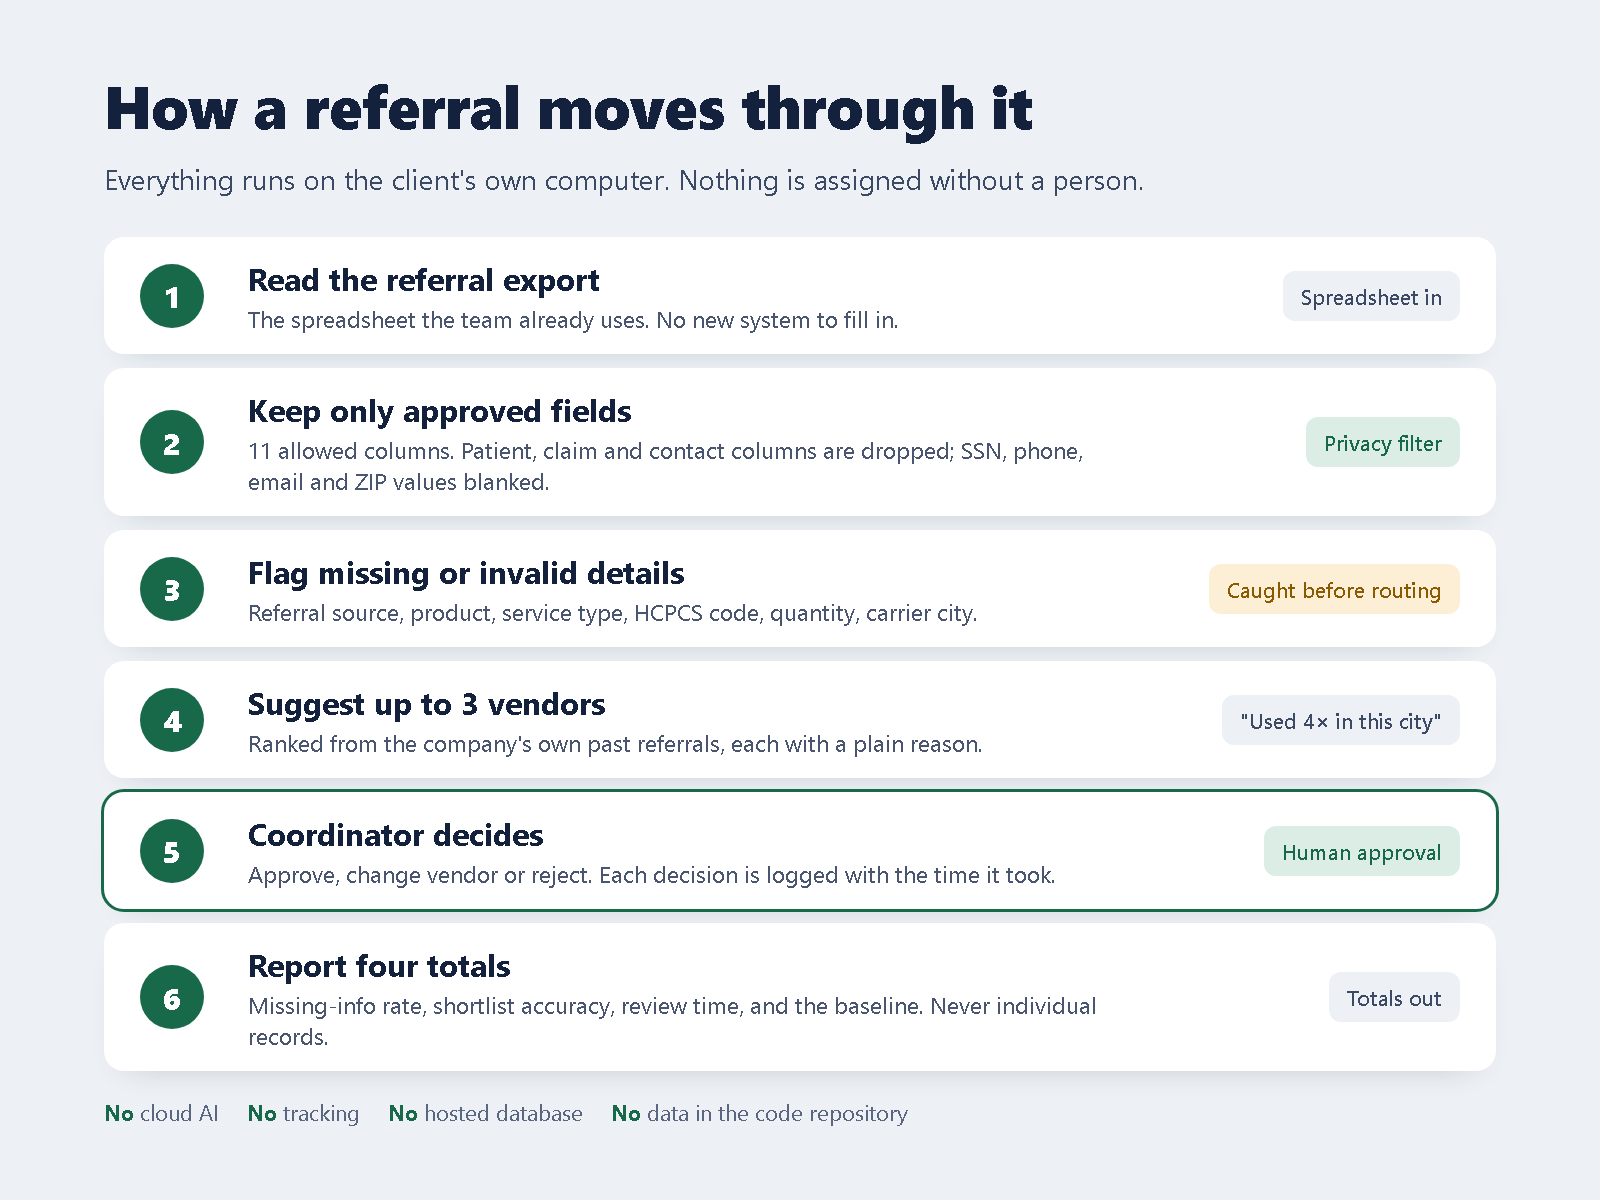 How a referral moves through it
Everything runs on the client's own computer. Nothing is assigned without a person.
1
Read the referral export
The spreadsheet the team already uses. No new system to fill in.
Spreadsheet in
2
Keep only approved fields
11 allowed columns. Patient, claim and contact columns are dropped; SSN, phone,
email and ZIP values blanked.
Privacy filter
3
Flag missing or invalid details
Referral source, product, service type, HCPCS code, quantity, carrier city.
Caught before routing
4
Suggest up to 3 vendors
Ranked from the company's own past referrals, each with a plain reason.
"Used 4× in this city"
5
Coordinator decides
Approve, change vendor or reject. Each decision is logged with the time it took.
Human approval
6
Report four totals
Missing-info rate, shortlist accuracy, review time, and the baseline. Never individual
records.
Totals out
No cloud AI No tracking No hosted database No data in the code repository